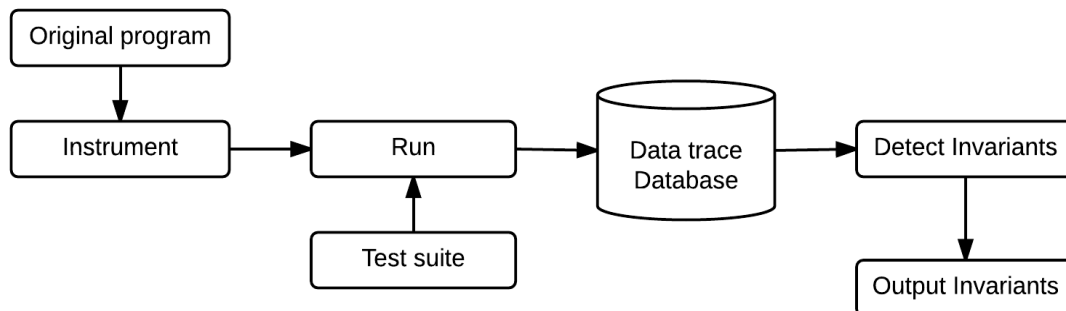 Original program
Instrument
Run
Test suite
Data trace
Database
Detect Invariants
Output Invariants